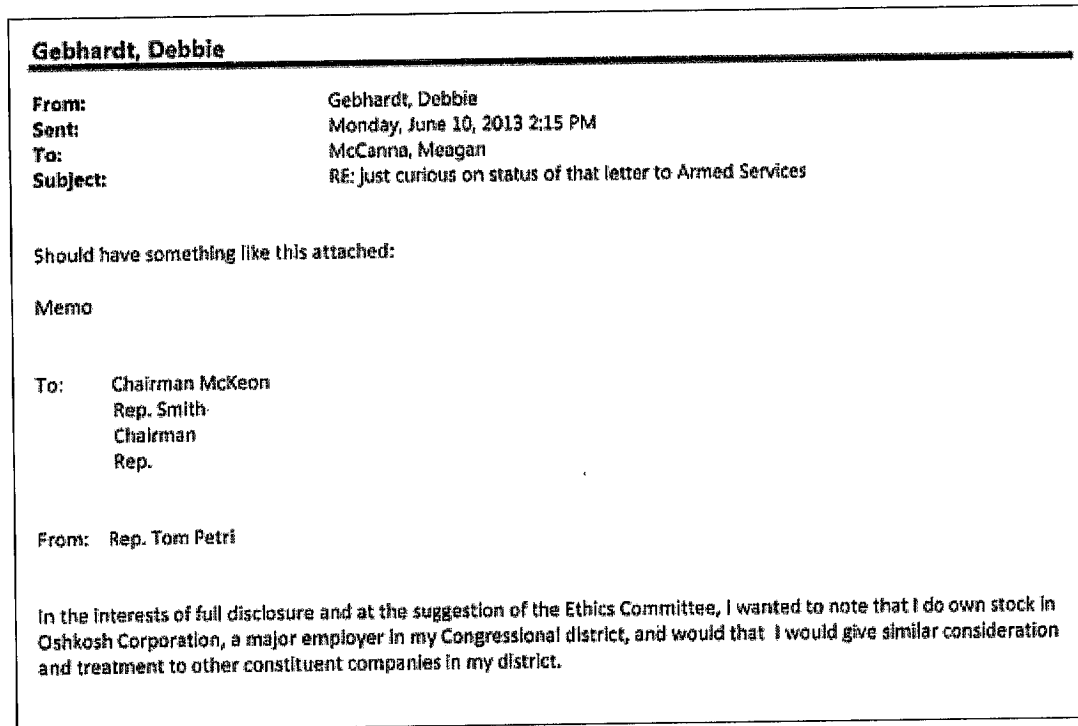 Gebhardt, Debbie
From: Gebhardt, Debbie
Sent: Monday, June 10, 2013 2:15 PM
To: McCanna, Meagan
Subject: RE: just curious on status of that letter to Armed Services
Should have something like this attached:
Memo
To: Chairman McKeon
Rep. Smith
Chairman
Rep.
From: Rep. Tom Petri
In the interests of full disclosure and at the suggestion of the Ethics Committee, I wanted to note that I do own stock in
Oshkosh Corporation, a major employer in my Congressional district, and would that I would give similar consideration
and treatment to other constituent companies in my district.